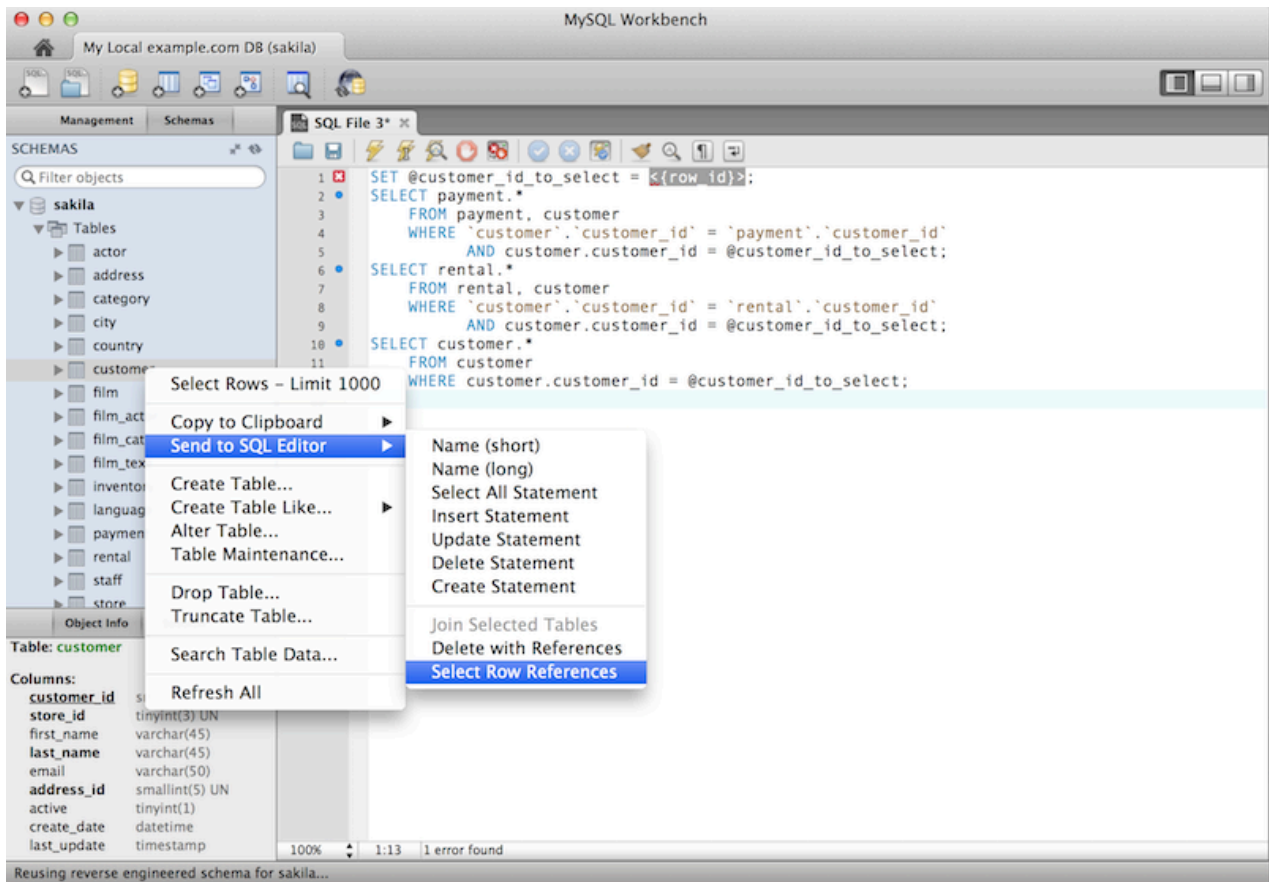 MySQL Workbench
My Local example.com DB (sakila)
Management Schemas
SCHEMAS
Filter objects
sakila
Tables
actor
address
category
city
country
custome
film
film_act
film_cat
film_tex
invento
languag
paymen
rental
staff
store
Object Info
Table: customer
Columns:
customer_id
store_id tinyint(3) UN
first_name varchar(45)
last_name varchar(45)
email varchar(50)
address_id smallint(5) UN
active tinyint(1)
create_date datetime
last_update timestamp
SQL File 3*
1 SET @customer_id_to_select = <{row_id}>;
2 SELECT payment.*
3 FROM payment, customer
4 WHERE `customer`.`customer_id` = `payment`.`customer_id`
5 AND customer.customer_id = @customer_id_to_select;
6 SELECT rental.*
7 FROM rental, customer
8 WHERE `customer`.`customer_id` = `rental`.`customer_id`
9 AND customer.customer_id = @customer_id_to_select;
10 SELECT customer.*
11 FROM customer
WHERE customer.customer_id = @customer_id_to_select;
Select Rows – Limit 1000
Copy to Clipboard
Send to SQL Editor
Create Table...
Create Table Like...
Alter Table...
Table Maintenance...
Drop Table...
Truncate Table...
Search Table Data...
Refresh All
Name (short)
Name (long)
Select All Statement
Insert Statement
Update Statement
Delete Statement
Create Statement
Join Selected Tables
Delete with References
Select Row References
100% 1:13 1 error found
Reusing reverse engineered schema for sakila...